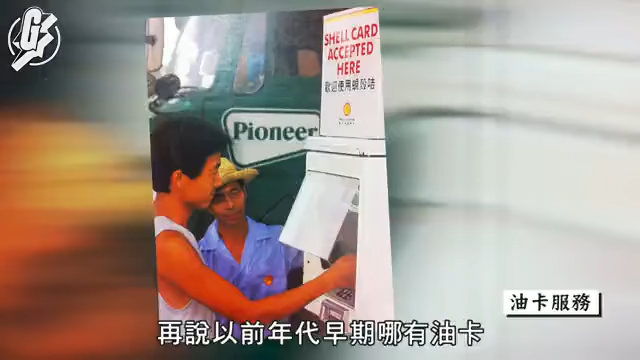 SHELL CARD
ACCEPTED
HERE
歡迎使用蜆殼咭
Pioneer
油卡服務
再說以前年代早期哪有油卡